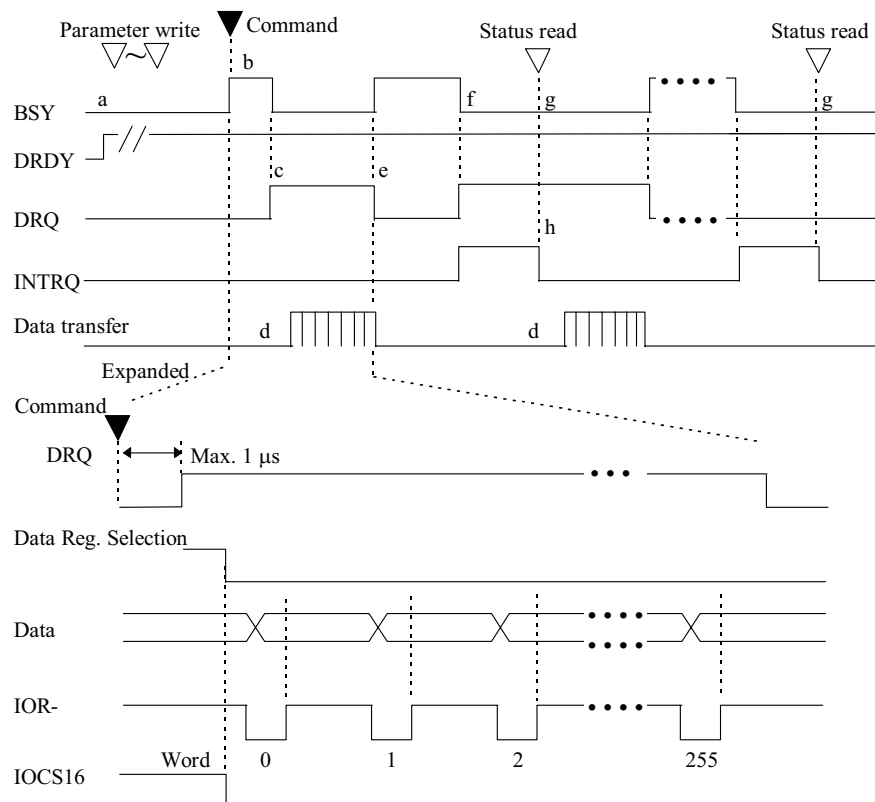 Parameter write
Command
Status read
Status read
~
b
a
f
g
g
BSY
DRDY
c
e
DRQ
h
INTRQ
Data transfer
d
d
Expanded
Command
DRQ
Max. 1 μs
Data Reg. Selection
Data
IOR-
Word
0
1
2
255
IOCS16